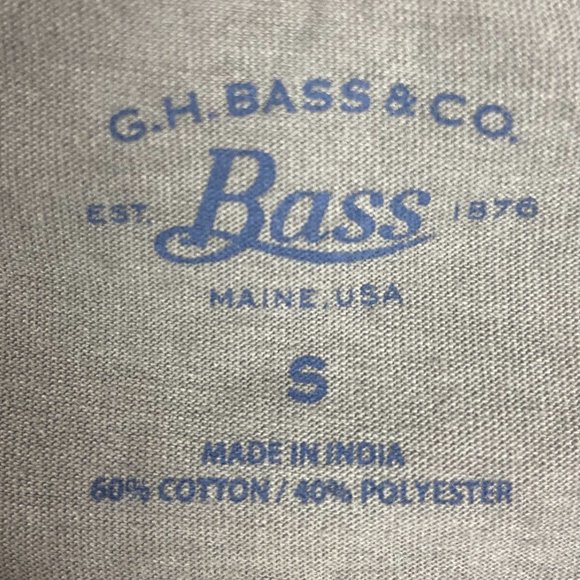 G.H. BASS & CO.
EST. Bass 1876
MAINE, USA
S
MADE IN INDIA
60% COTTON / 40% POLYESTER